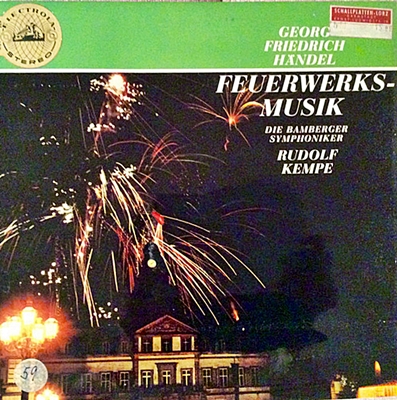 ELECTROLA
STEREO
SCHALLPLATTEN-LORZ
GEORG
FRIEDRICH
HÄNDEL
FEUERWERKS-
MUSIK
DIE BAMBERGER
SYMPHONIKER
RUDOLF
KEMPE
59